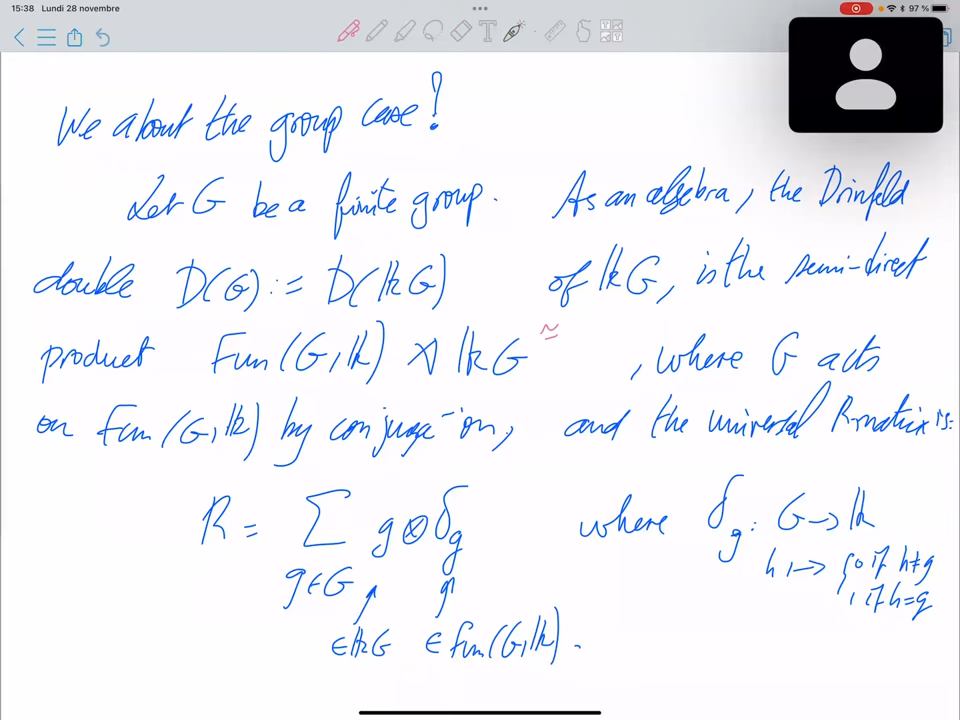 15:38 Lundi 28 novembre
97 %
We about the group case!
Let G be a finite group. As an algebra, the Drinfeld
double D(G) := D(𝕜G) of 𝕜G, is the semi-direct
product Fun(G,𝕜) ⋊ 𝕜G ≃ , where G acts
on Fun(G,𝕜) by conjugation, and the universal R-matrix is:
R = ∑ g ⊗ δ_g where δ_g : G → 𝕜
g∈G h ↦ { 0 if h≠g
1 if h=g
∈𝕜G ∈ Fun(G,𝕜).